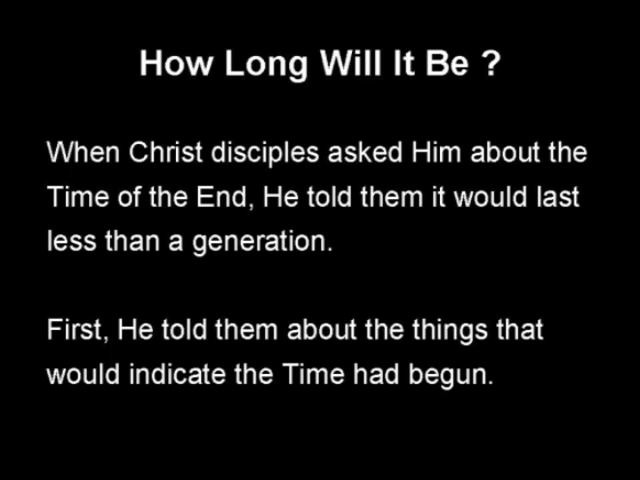 How Long Will It Be ?
When Christ disciples asked Him about the
Time of the End, He told them it would last
less than a generation.
First, He told them about the things that
would indicate the Time had begun.